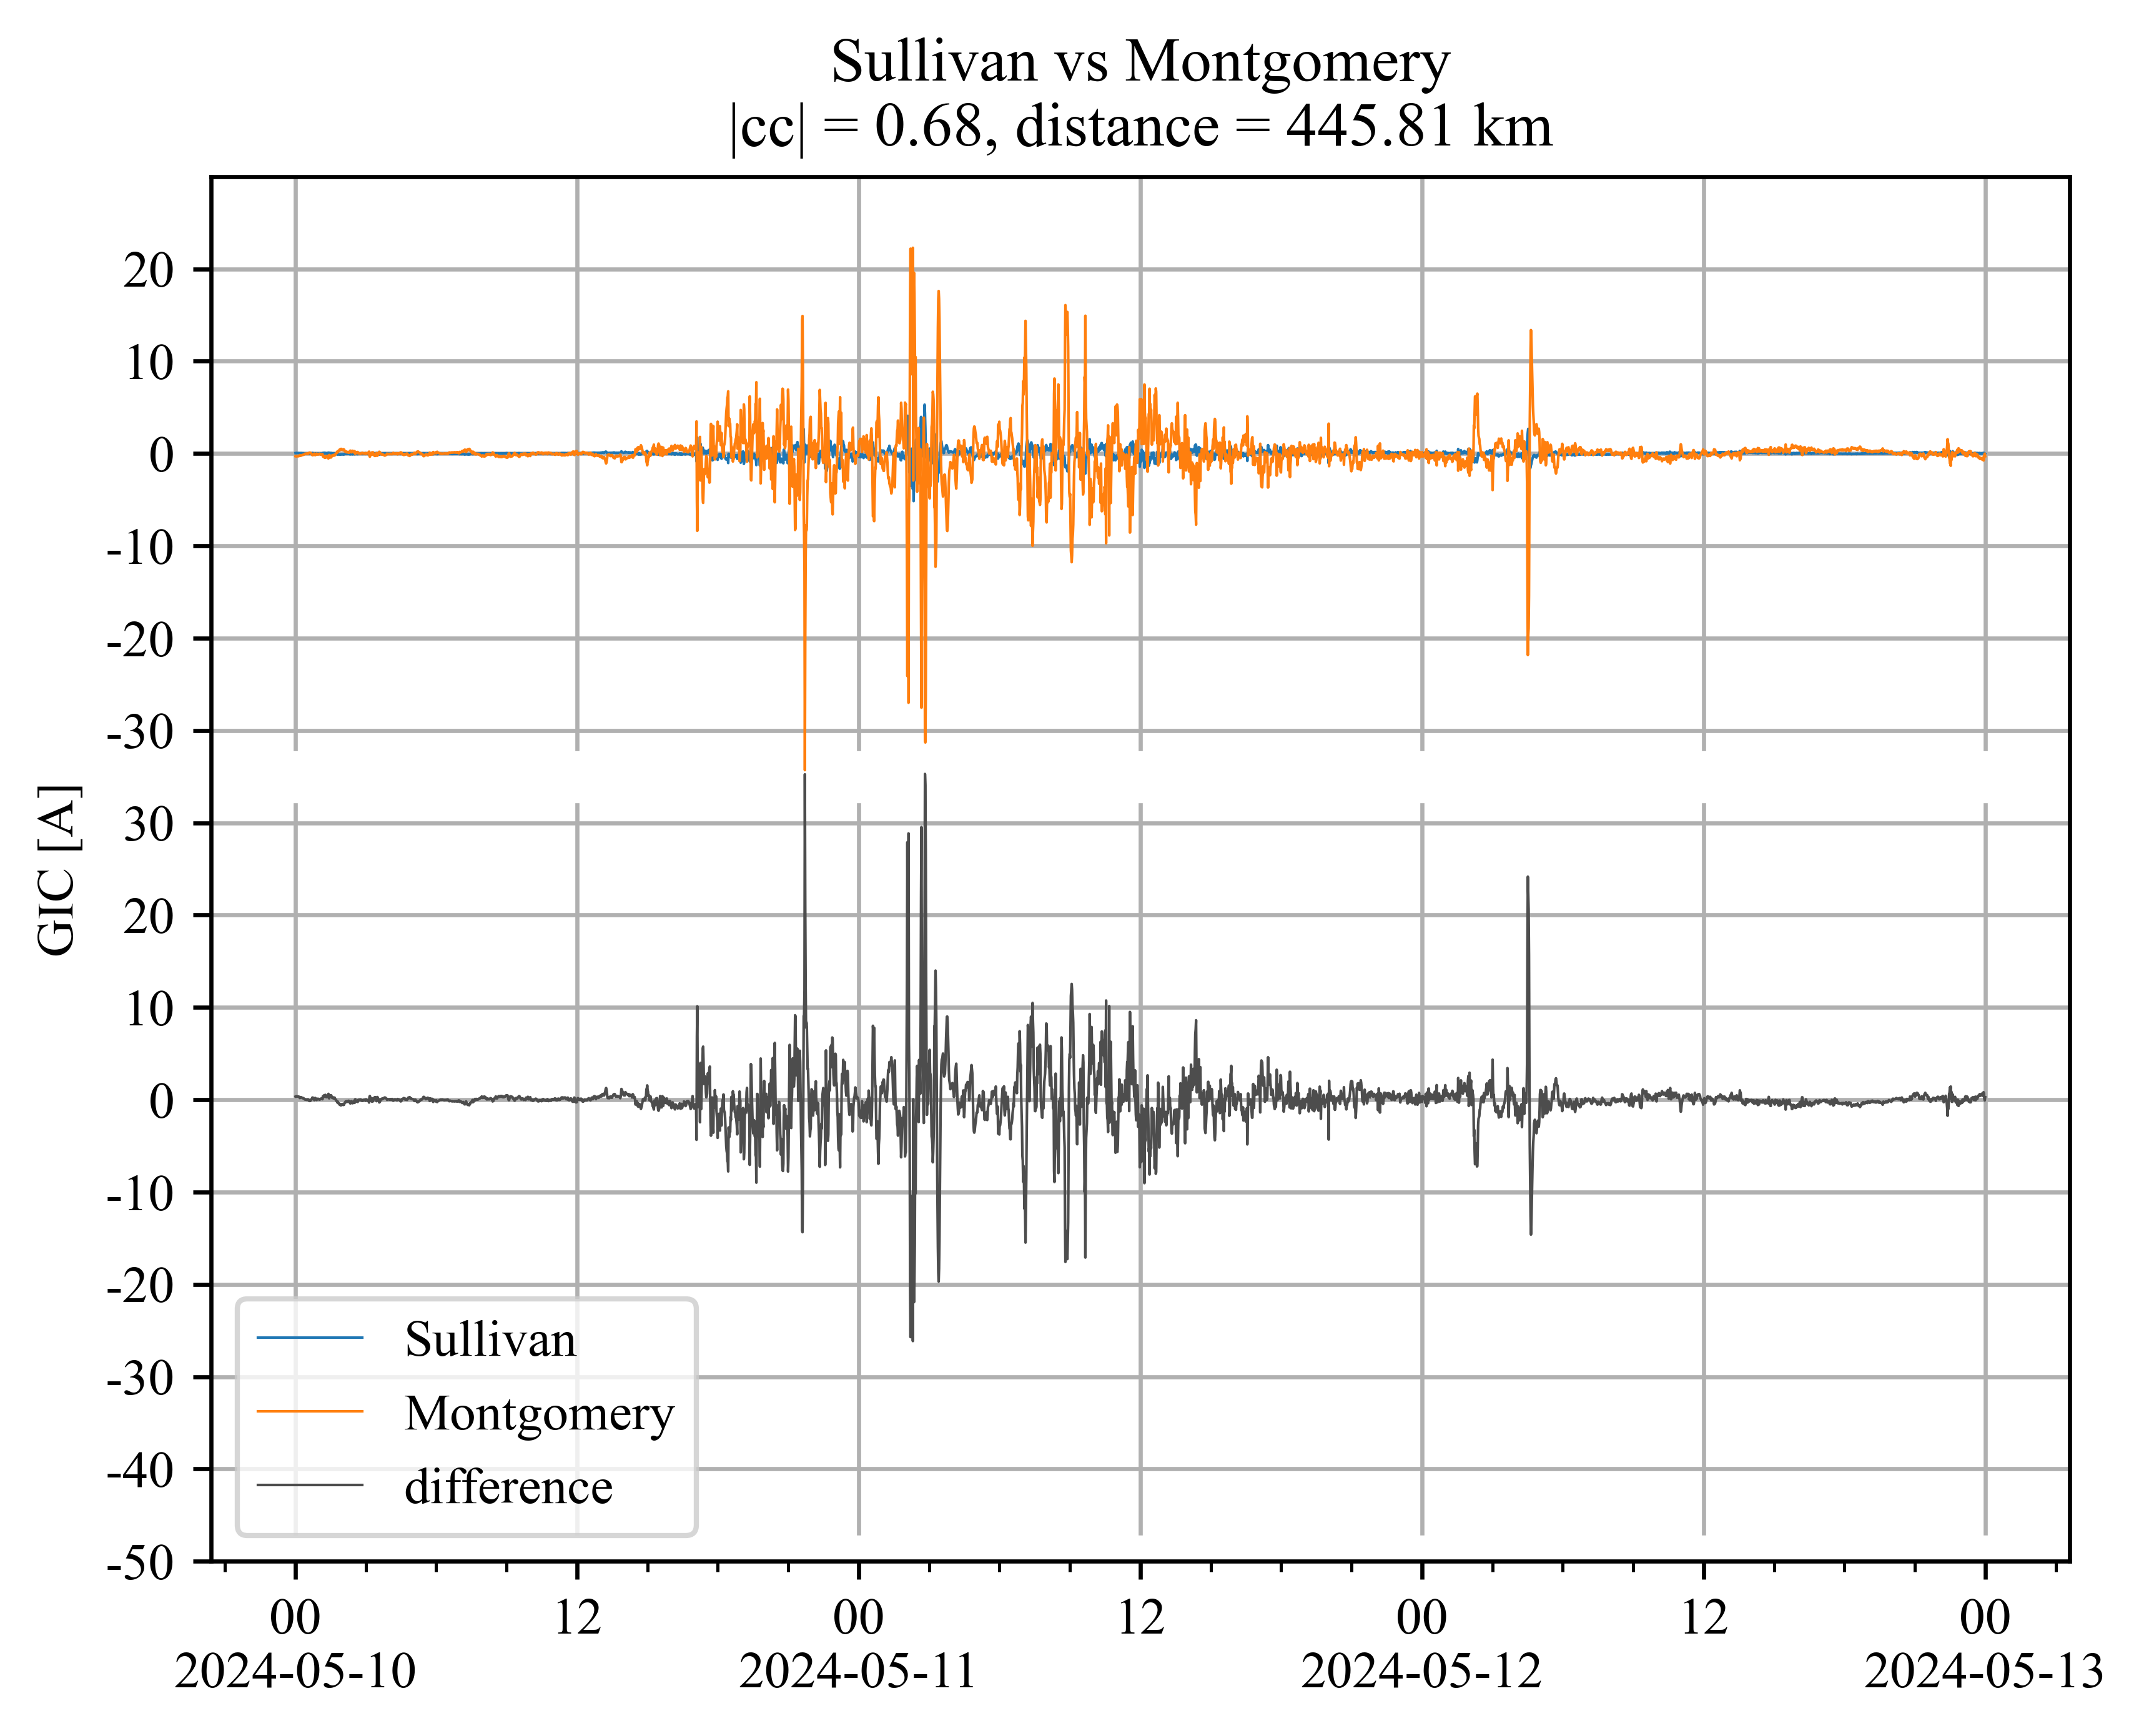 Sullivan vs Montgomery
|cc| = 0.68, distance = 445.81 km
GIC [A]
20
10
0
-10
-20
-30
30
20
10
0
-10
-20
-30
-40
-50
Sullivan
Montgomery
difference
00 12 00 12 00 12 00
2024-05-10 2024-05-11 2024-05-12 2024-05-13